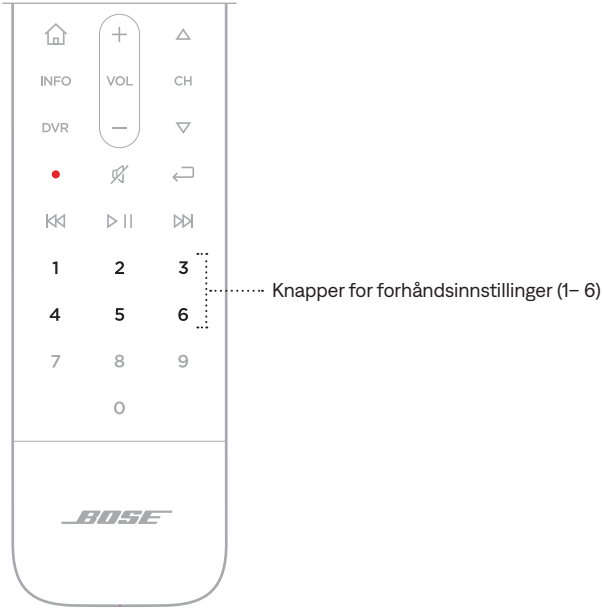 +
INFO VOL CH
DVR −
1 2 3
Knapper for forhåndsinnstillinger (1– 6)
4 5 6
7 8 9
0
BOSE